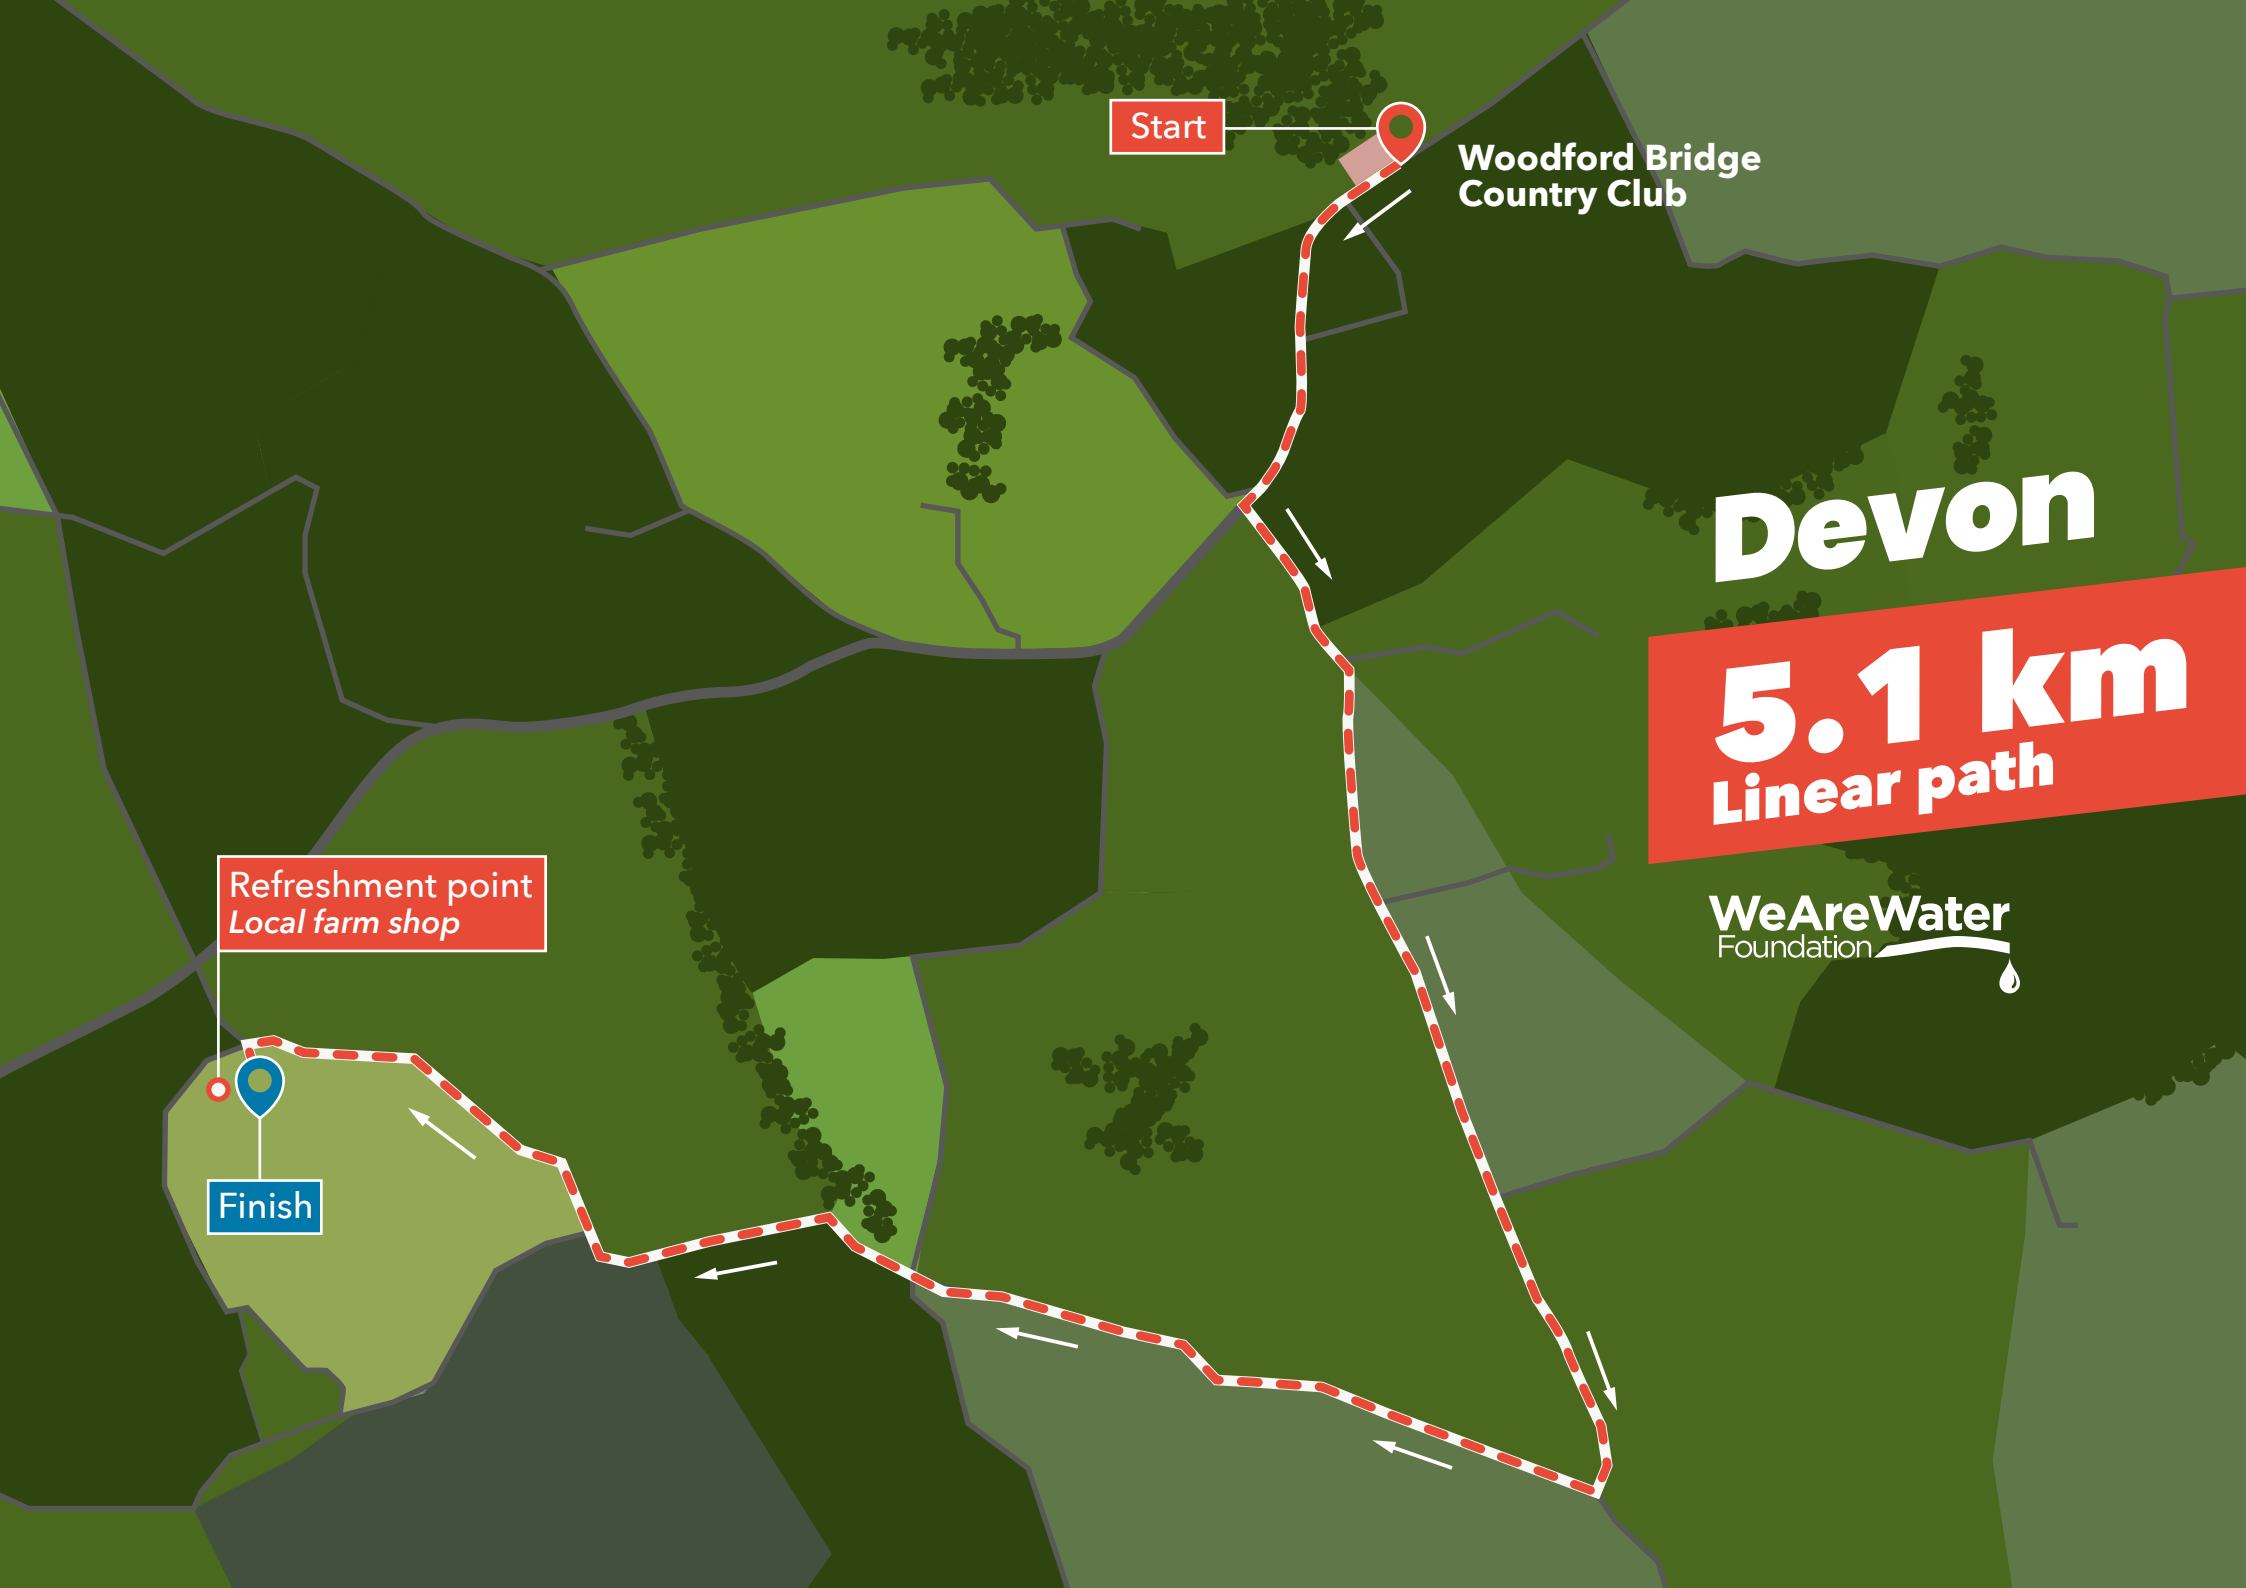 Start
Woodford Bridge
Country Club
Devon
5.1 km
Linear path
Refreshment point
Local farm shop
WeAreWater
Foundation
Finish